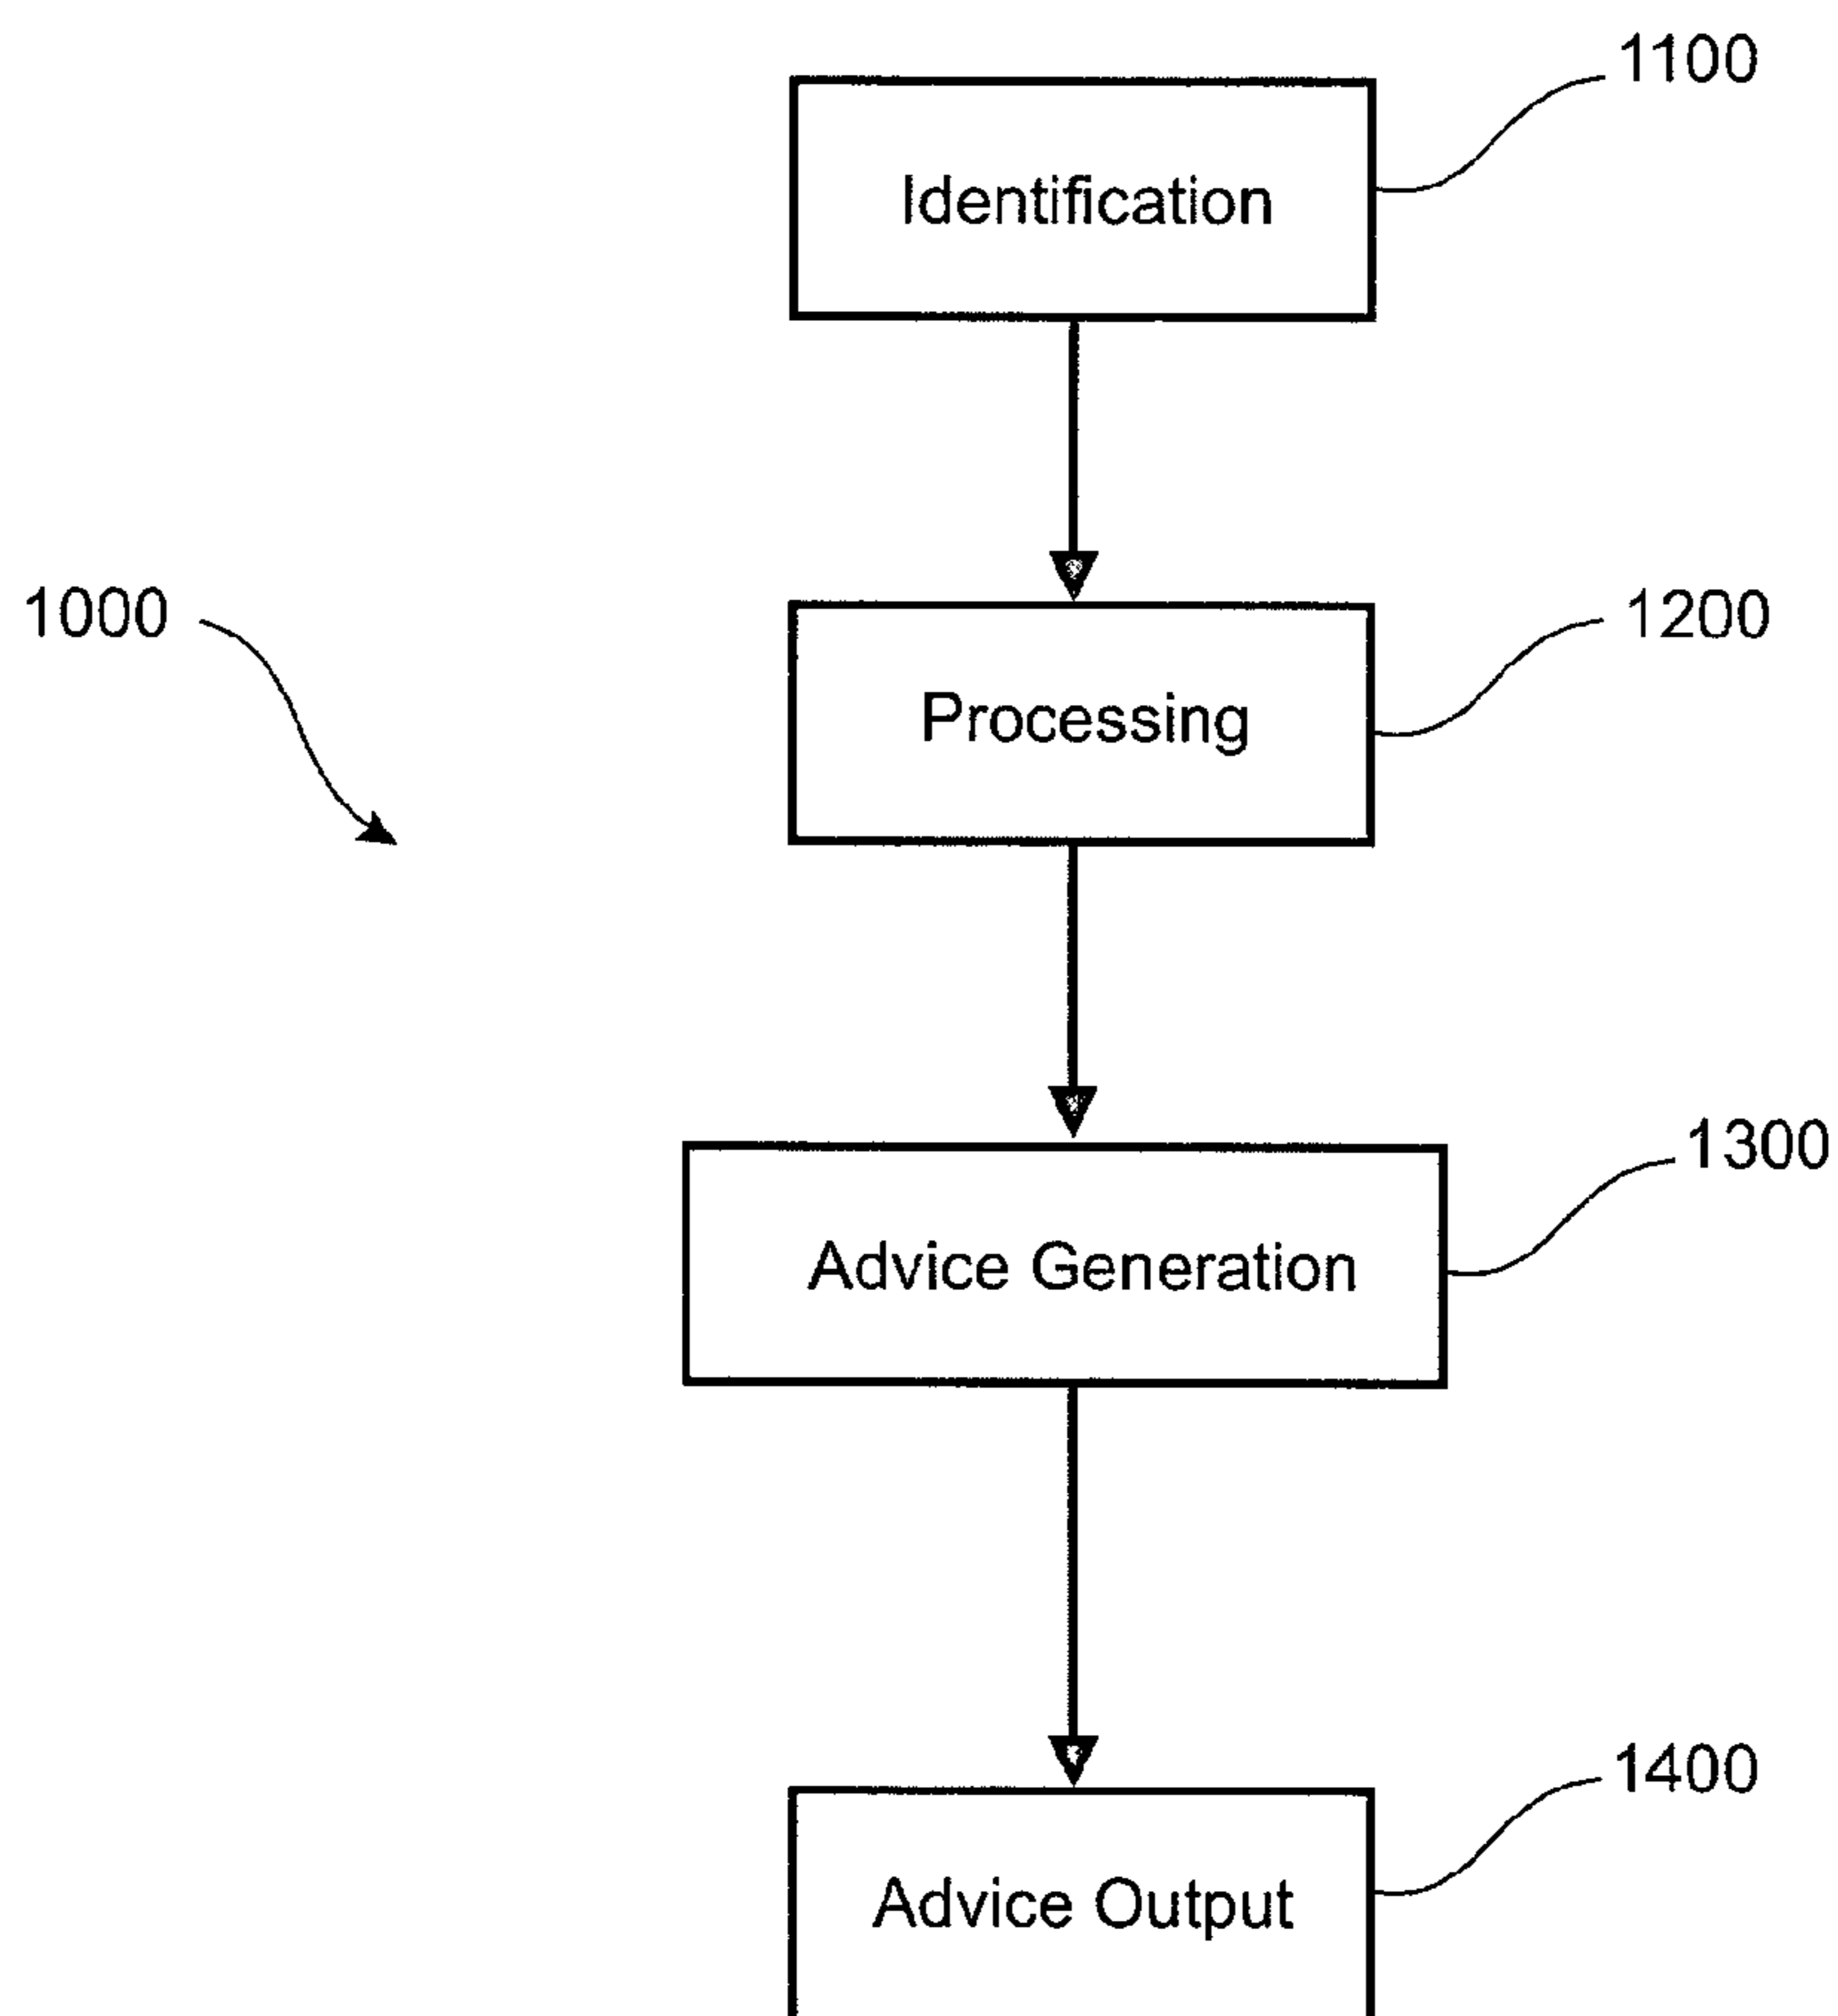 1100
Identification
1000
1200
Processing
1300
Advice Generation
1400
Advice Output